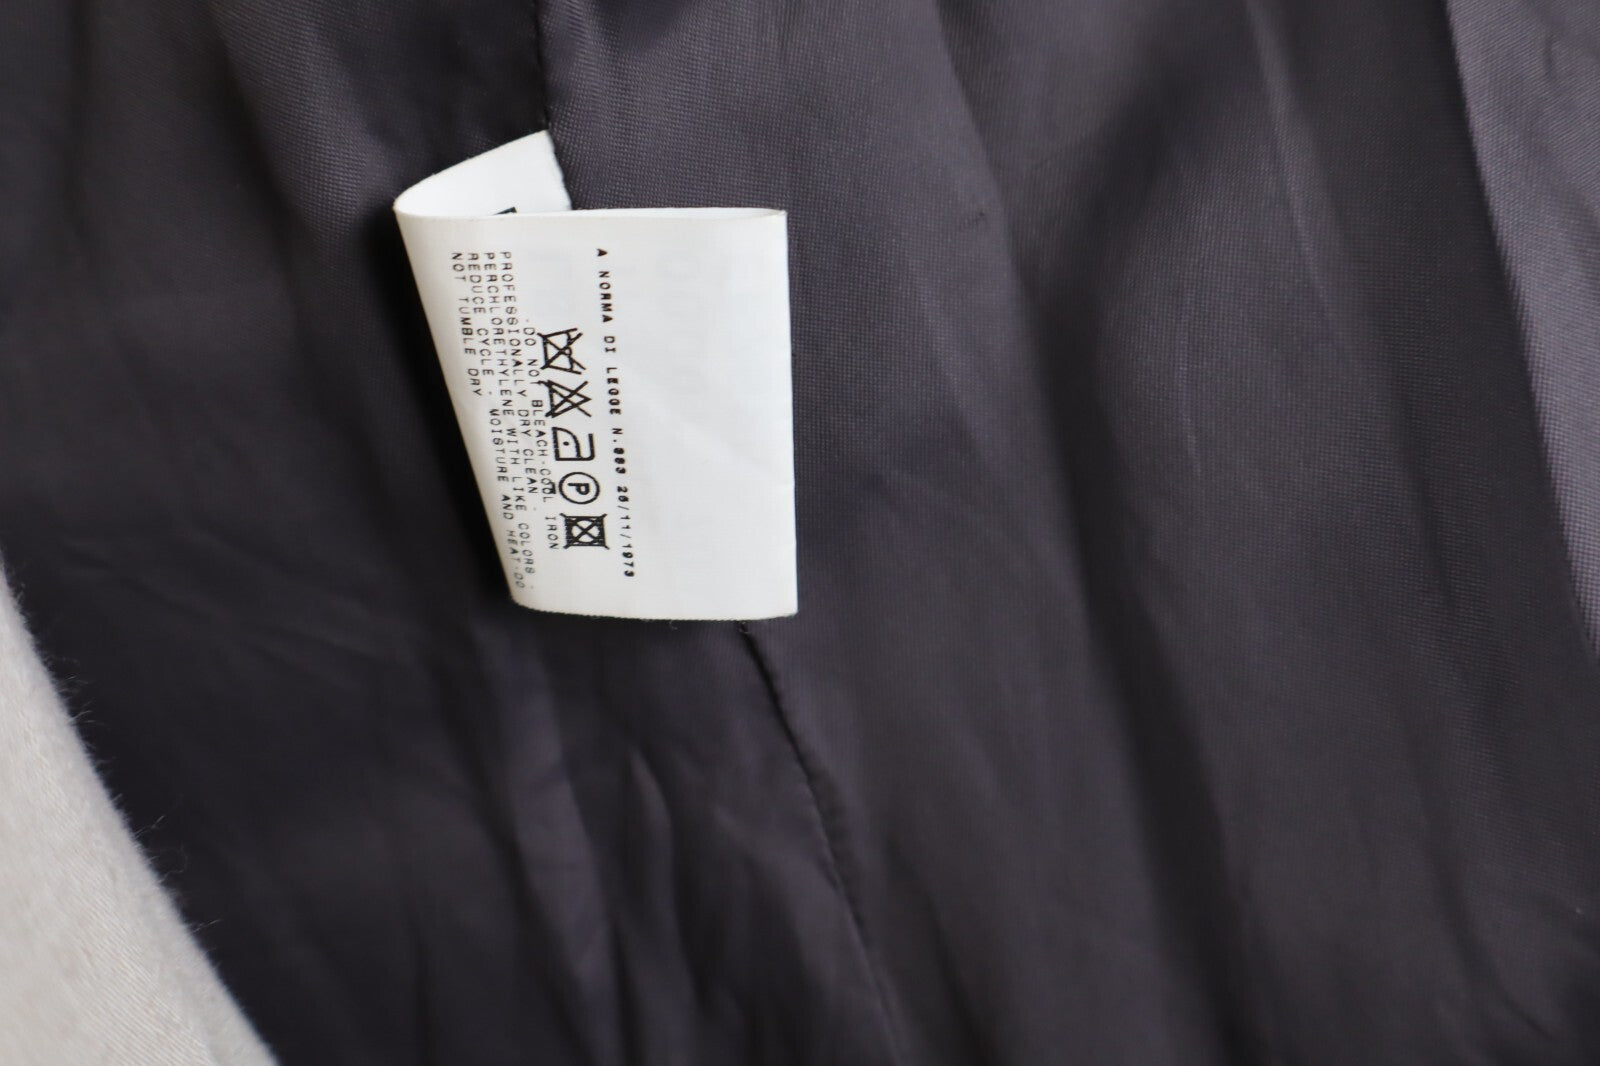 A NORMA DI LEGGE N.883 26/11/1973
P
-DO NOT BLEACH-COOL IRON
PROFESSIONALLY DRY CLEAN -
PERCHLORETHYLENE WITH LIKE COLORS -
REDUCE CYCLE - MOISTURE AND HEAT-DO
NOT TUMBLE DRY